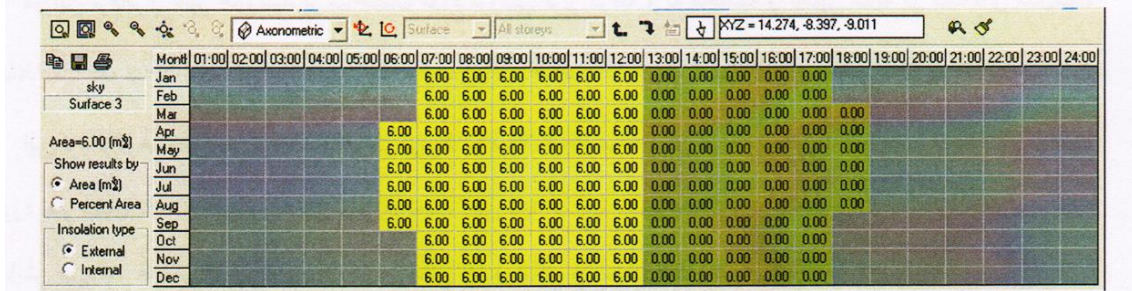 Axonometric Surface All storeys XYZ = 14.274, -8.397, -9.011
Month 01:00 02:00 03:00 04:00 05:00 06:00 07:00 08:00 09:00 10:00 11:00 12:00 13:00 14:00 15:00 16:00 17:00 18:00 19:00 20:00 21:00 22:00 23:00 24:00
Jan 6.00 6.00 6.00 6.00 6.00 6.00 0.00 0.00 0.00 0.00 0.00
Feb 6.00 6.00 6.00 6.00 6.00 6.00 0.00 0.00 0.00 0.00 0.00
Mar 6.00 6.00 6.00 6.00 6.00 6.00 0.00 0.00 0.00 0.00 0.00 0.00
Apr 6.00 6.00 6.00 6.00 6.00 6.00 6.00 0.00 0.00 0.00 0.00 0.00 0.00
May 6.00 6.00 6.00 6.00 6.00 6.00 6.00 0.00 0.00 0.00 0.00 0.00 0.00
Jun 6.00 6.00 6.00 6.00 6.00 6.00 6.00 0.00 0.00 0.00 0.00 0.00 0.00
Jul 6.00 6.00 6.00 6.00 6.00 6.00 6.00 0.00 0.00 0.00 0.00 0.00 0.00
Aug 6.00 6.00 6.00 6.00 6.00 6.00 6.00 0.00 0.00 0.00 0.00 0.00 0.00
Sep 6.00 6.00 6.00 6.00 6.00 6.00 6.00 0.00 0.00 0.00 0.00 0.00
Oct 6.00 6.00 6.00 6.00 6.00 6.00 0.00 0.00 0.00 0.00 0.00
Nov 6.00 6.00 6.00 6.00 6.00 6.00 0.00 0.00 0.00 0.00 0.00
Dec 6.00 6.00 6.00 6.00 6.00 6.00 0.00 0.00 0.00 0.00 0.00
sky
Surface 3
Area=6.00 (m2)
Show results by
Area (m2)
Percent Area
Insolation type
External
Internal